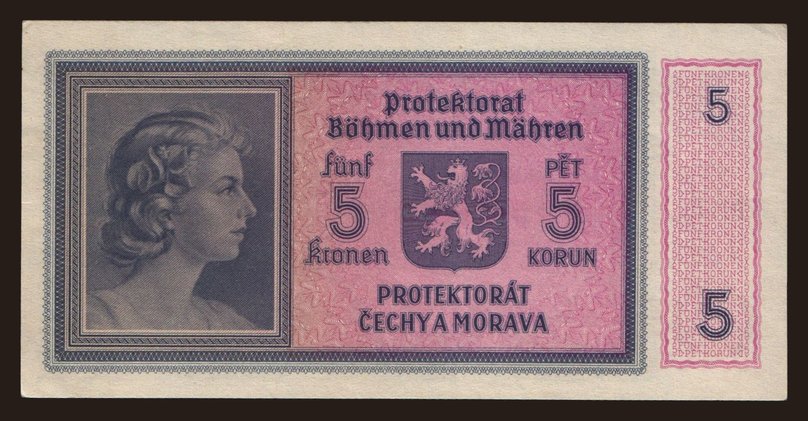 Protektorat
Böhmen und Mähren
fünf PĚT
5 5
Kronen KORUN
PROTEKTORÁT
ČECHY A MORAVA
5
5